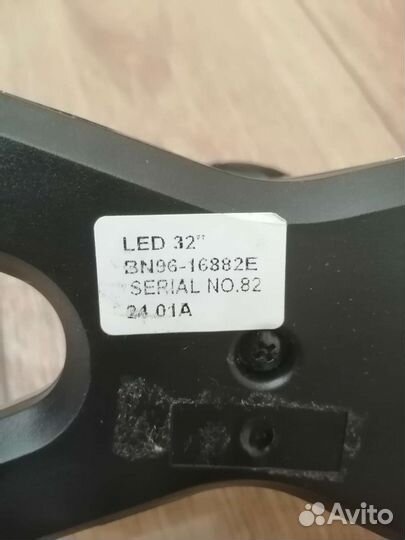 LED 32"
BN96-16882E
SERIAL NO.82
24 01A
Avito